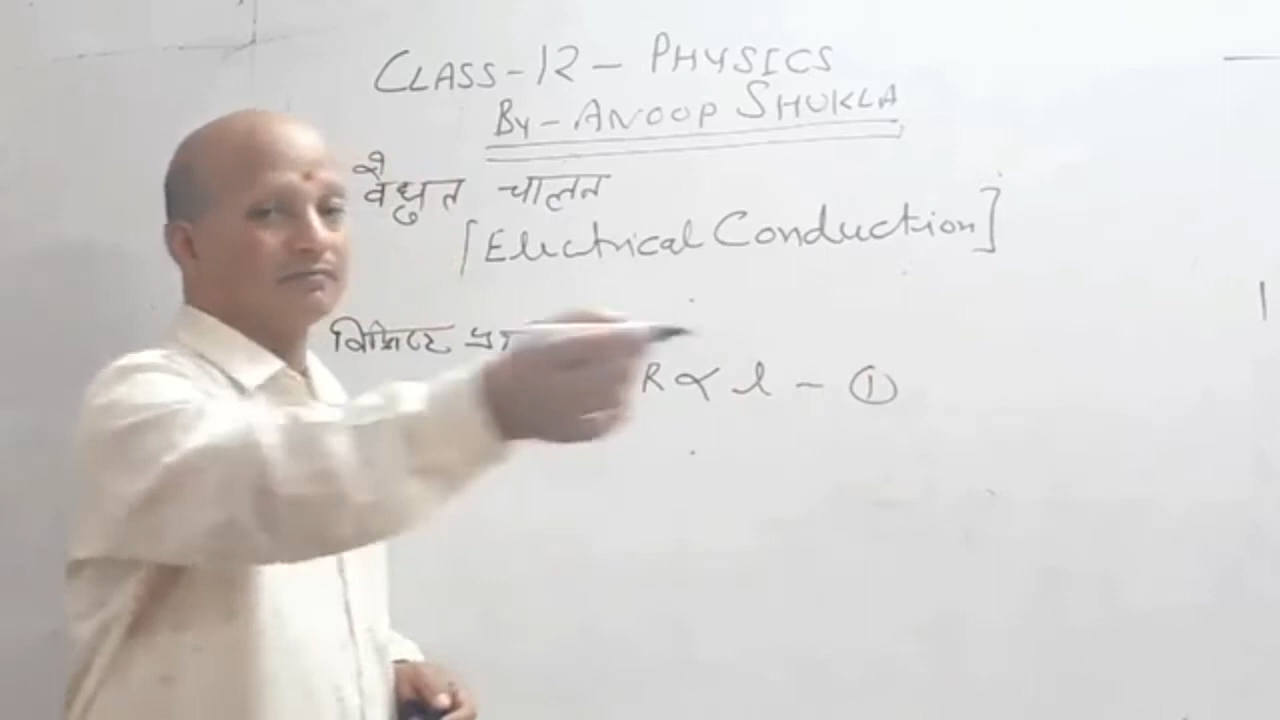 CLASS-12 - PHYSICS
By - ANOOP SHUKLA
वैद्युत चालन
[Electrical Conduction]
विशिष्ट
R ∝ l - ①